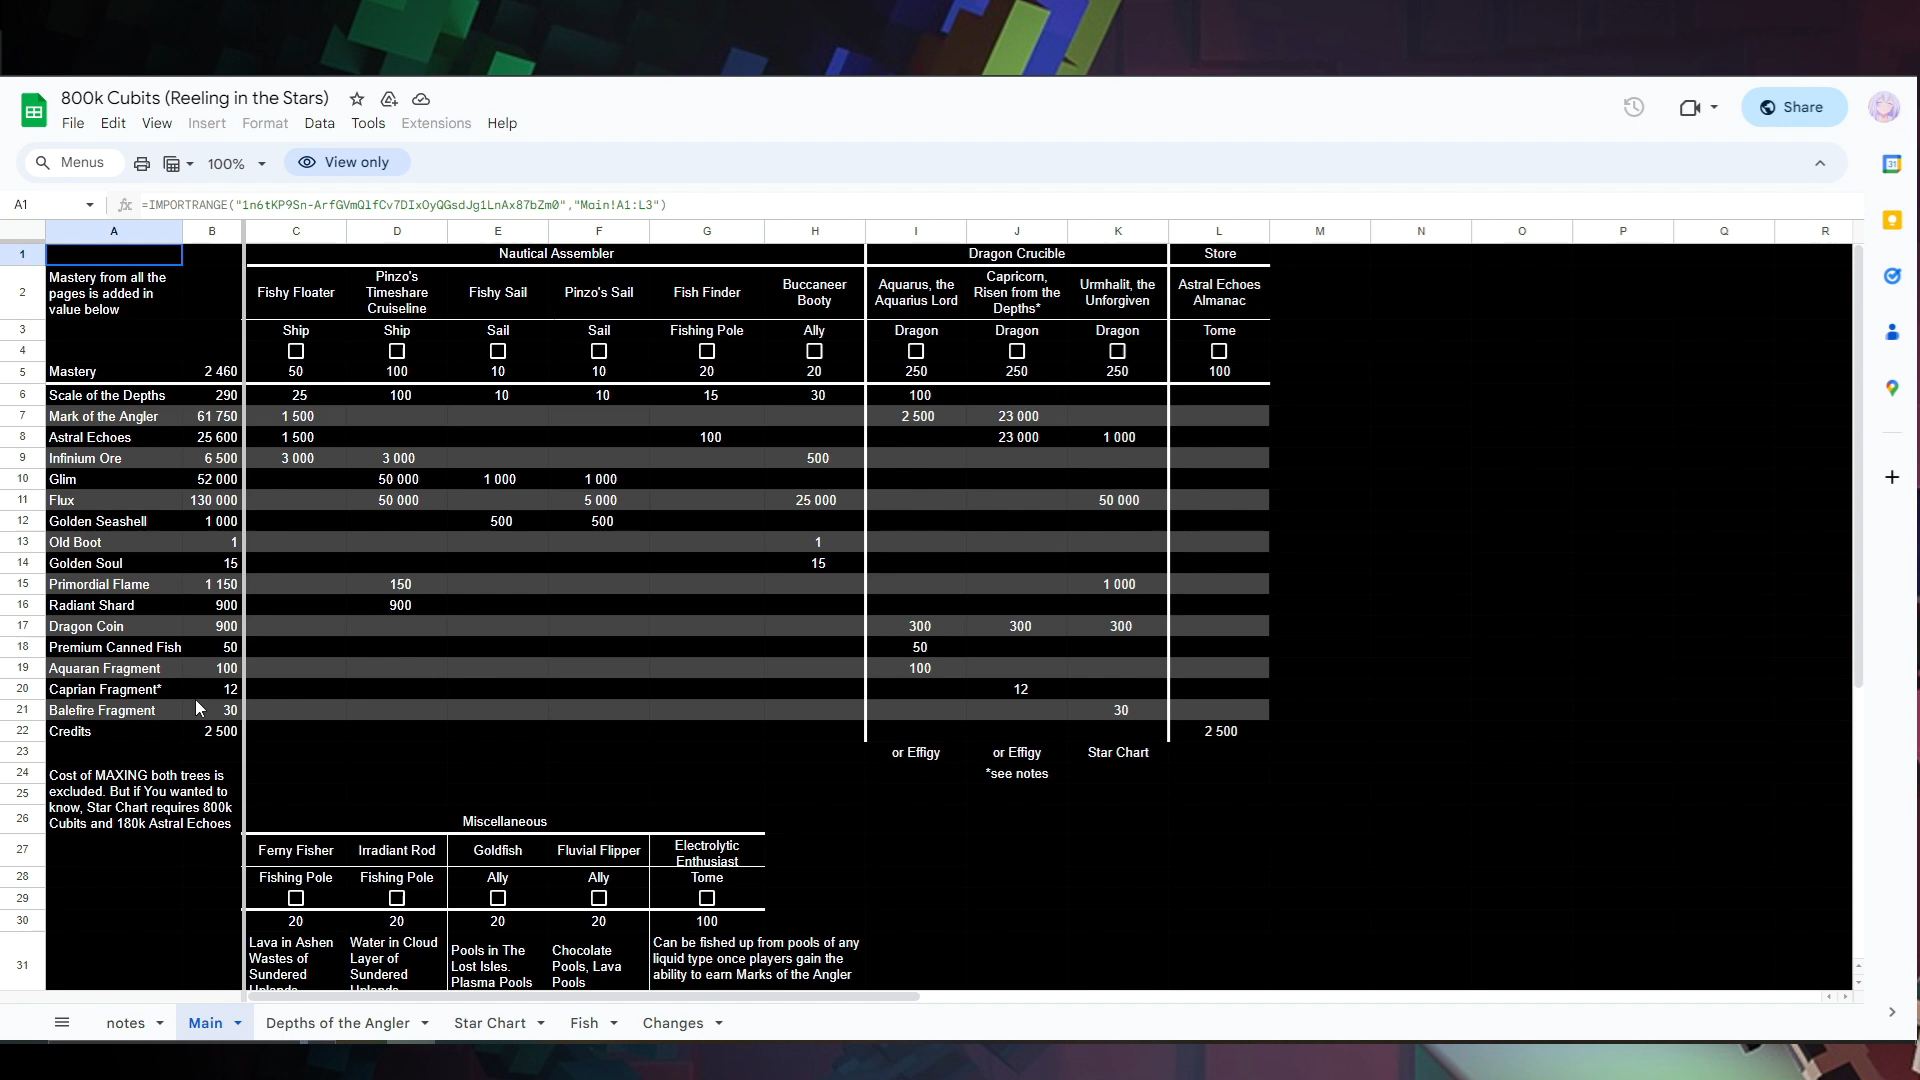 800k Cubits (Reeling in the Stars)
File Edit View Insert Format Data Tools Extensions Help
Share
Menus 100% View only
A1 =IMPORTRANGE("1n6tKP9Sn-ArfGVmQlfCv7DIxOyQGsdJg1LnAx87bZm0","Main!A1:L3")
A B C D E F G H I J K L M N O P Q R
1 Nautical Assembler Dragon Crucible Store
2 Mastery from all the pages is added in value below Fishy Floater Pinzo's Timeshare Cruiseline Fishy Sail Pinzo's Sail Fish Finder Buccaneer Booty Aquarus, the Aquarius Lord Capricorn, Risen from the Depths* Urmhalit, the Unforgiven Astral Echoes Almanac
3 Ship Ship Sail Sail Fishing Pole Ally Dragon Dragon Dragon Tome
4
5 Mastery 2 460 50 100 10 10 20 20 250 250 250 100
6 Scale of the Depths 290 25 100 10 10 15 30 100
7 Mark of the Angler 61 750 1 500 2 500 23 000
8 Astral Echoes 25 600 1 500 100 23 000 1 000
9 Infinium Ore 6 500 3 000 3 000 500
10 Glim 52 000 50 000 1 000 1 000
11 Flux 130 000 50 000 5 000 25 000 50 000
12 Golden Seashell 1 000 500 500
13 Old Boot 1 1
14 Golden Soul 15 15
15 Primordial Flame 1 150 150 1 000
16 Radiant Shard 900 900
17 Dragon Coin 900 300 300 300
18 Premium Canned Fish 50 50
19 Aquaran Fragment 100 100
20 Caprian Fragment* 12 12
21 Balefire Fragment 30 30
22 Credits 2 500 2 500
23 or Effigy or Effigy Star Chart
24 *see notes
25
26
Cost of MAXING both trees is
excluded. But if You wanted to
know, Star Chart requires 800k
Cubits and 180k Astral Echoes
Miscellaneous
27 Ferny Fisher Irradiant Rod Goldfish Fluvial Flipper Electrolytic Enthusiast
28 Fishing Pole Fishing Pole Ally Ally Tome
29
30 20 20 20 20 100
31 Lava in Ashen Wastes of Sundered Uplands Water in Cloud Layer of Sundered Uplands Pools in The Lost Isles. Plasma Pools Chocolate Pools, Lava Pools Can be fished up from pools of any liquid type once players gain the ability to earn Marks of the Angler
notes Main Depths of the Angler Star Chart Fish Changes
31